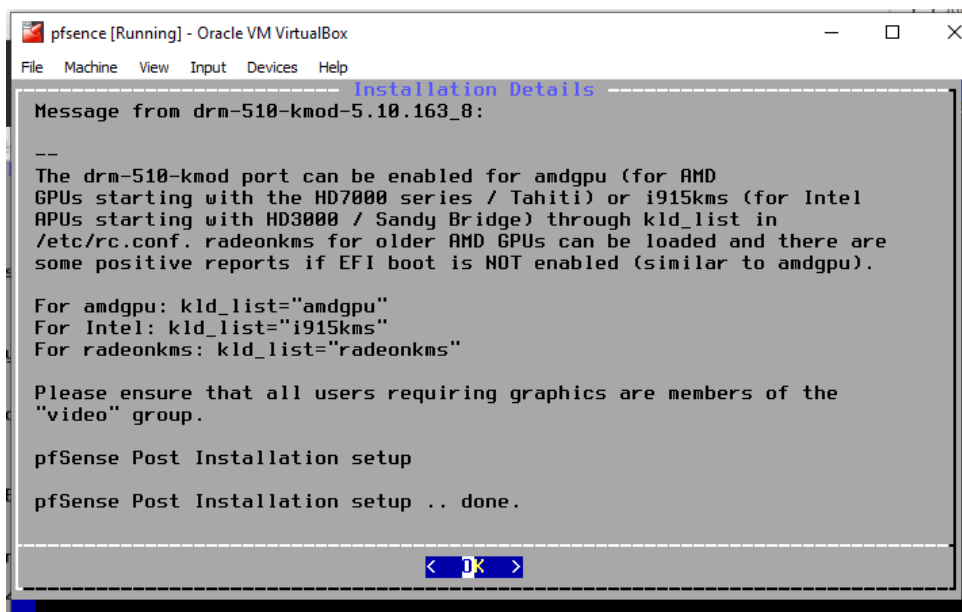 pfsence [Running] - Oracle VM VirtualBox
File Machine View Input Devices Help
Installation Details
Message from drm-510-kmod-5.10.163_8:
--
The drm-510-kmod port can be enabled for amdgpu (for AMD
GPUs starting with the HD7000 series / Tahiti) or i915kms (for Intel
APUs starting with HD3000 / Sandy Bridge) through kld_list in
/etc/rc.conf. radeonkms for older AMD GPUs can be loaded and there are
some positive reports if EFI boot is NOT enabled (similar to amdgpu).
For amdgpu: kld_list="amdgpu"
For Intel: kld_list="i915kms"
For radeonkms: kld_list="radeonkms"
Please ensure that all users requiring graphics are members of the
"video" group.
pfSense Post Installation setup
pfSense Post Installation setup .. done.
< OK >